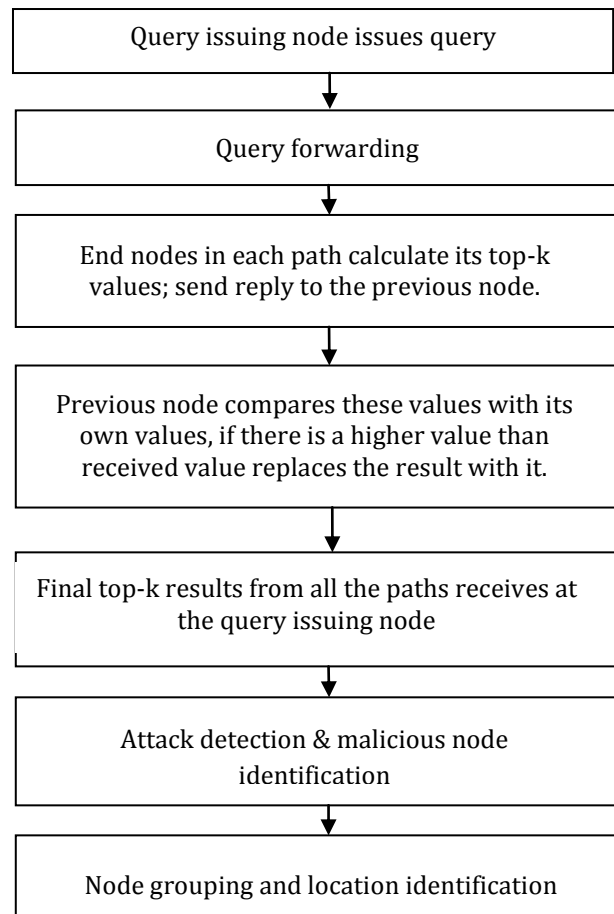 Query issuing node issues query
Query forwarding
End nodes in each path calculate its top-k
values; send reply to the previous node.
Previous node compares these values with its
own values, if there is a higher value than
received value replaces the result with it.
Final top-k results from all the paths receives at
the query issuing node
Attack detection & malicious node
identification
Node grouping and location identification